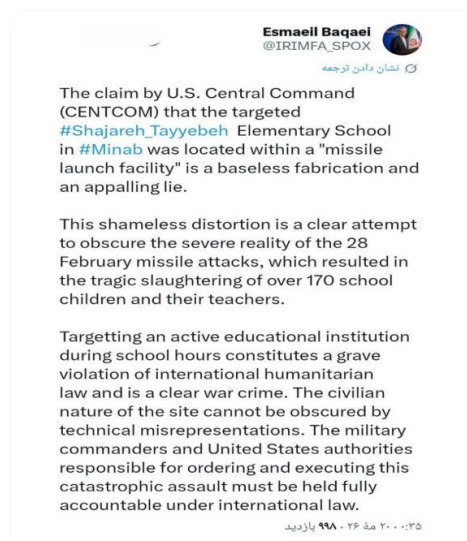 Esmaeil Baqaei
@IRIMFA_SPOX
نشان دادن ترجمه
The claim by U.S. Central Command
(CENTCOM) that the targeted
#Shajareh_Tayyebeh Elementary School
in #Minab was located within a "missile
launch facility" is a baseless fabrication and
an appalling lie.
This shameless distortion is a clear attempt
to obscure the severe reality of the 28
February missile attacks, which resulted in
the tragic slaughtering of over 170 school
children and their teachers.
Targetting an active educational institution
during school hours constitutes a grave
violation of international humanitarian
law and is a clear war crime. The civilian
nature of the site cannot be obscured by
technical misrepresentations. The military
commanders and United States authorities
responsible for ordering and executing this
catastrophic assault must be held fully
accountable under international law.
۰:۳۵ · ۲۰ مهٔ ۲۶ · ۹۹۸ بازدید